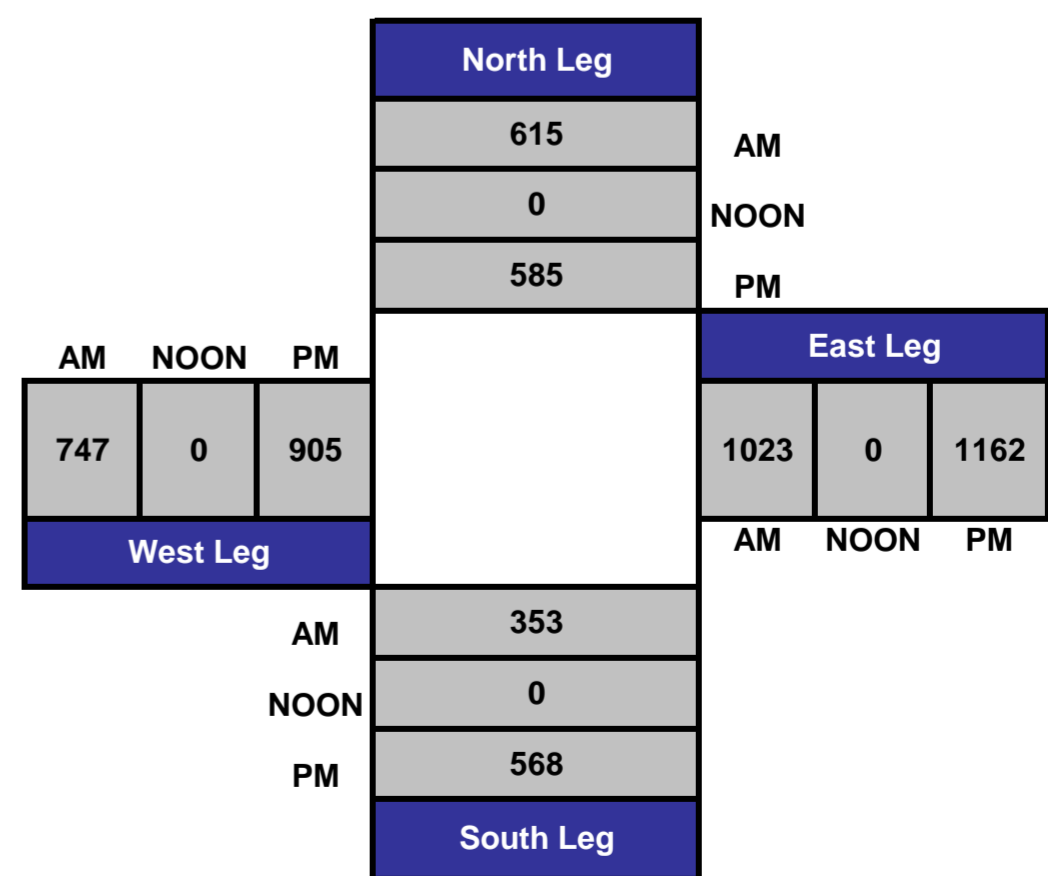 North Leg
615 AM
0 NOON
585 PM
East Leg
AM NOON PM
747 0 905
1023 0 1162
West Leg
AM NOON PM
AM 353
NOON 0
PM 568
South Leg